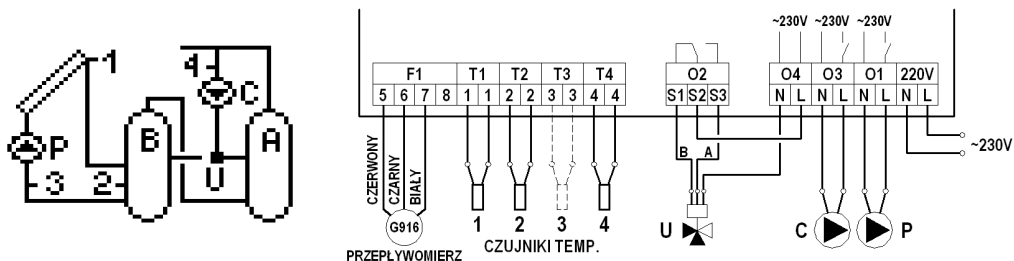 1
4
C
P
B
A
U
3
2
~230V ~230V ~230V
F1 T1 T2 T3 T4 O2 O4 O3 O1 220V
5 6 7 8 1 1 2 2 3 3 4 4 S1 S2 S3 N L N L N L N L
CZERWONY
CZARNY
BIAŁY
B A
~230V
G916
1 2 3 4
U
C
P
PRZEPŁYWOMIERZ
CZUJNIKI TEMP.